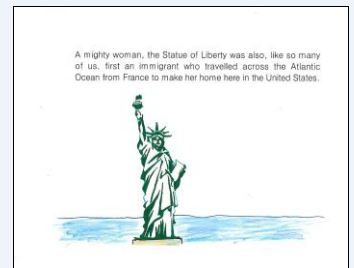 A mighty woman, the Statue of Liberty was also, like so many
of us, first an immigrant who travelled across the Atlantic
Ocean from France to make her home here in the United States.